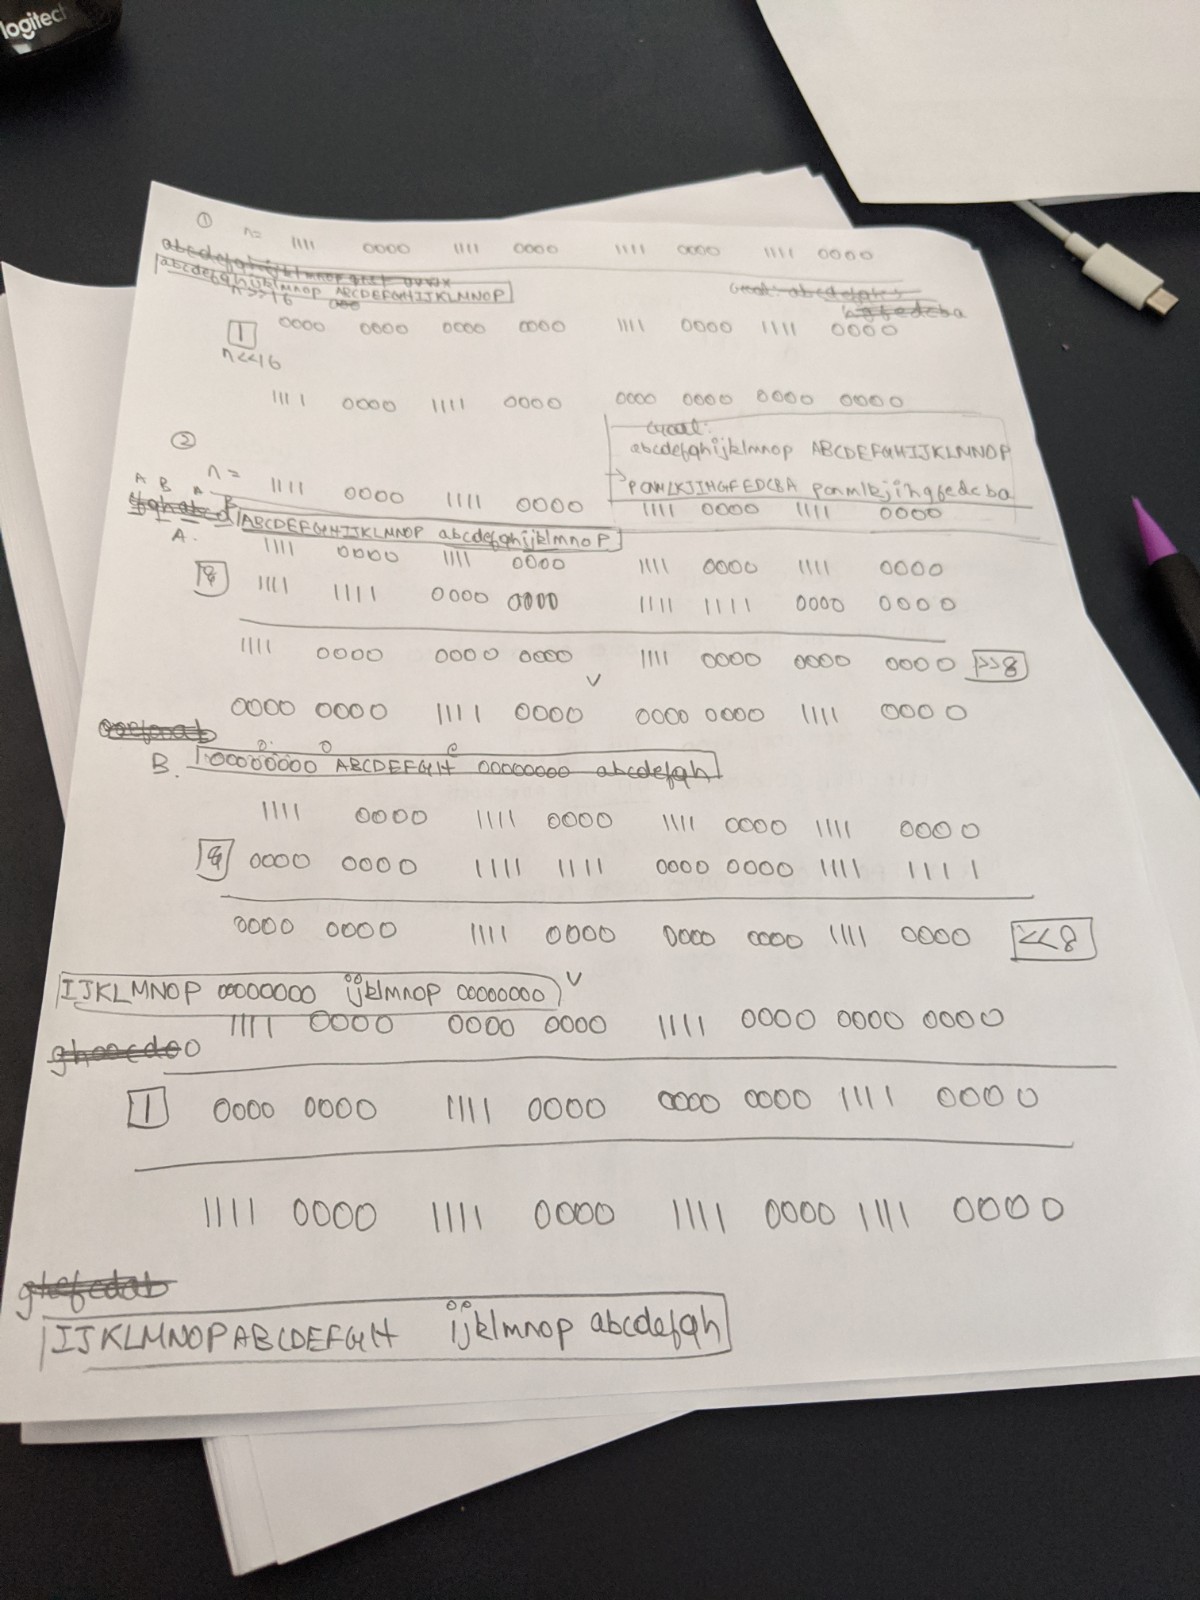 logitech
①
n= 1111 0000 1111 0000 1111 0000 1111 0000
abcdefghijklmnop
abcdefghijklmnop ABCDEFGHIJKLMNOP
n>>16
hgfedcba
| 0000 0000 0000 0000 1111 0000 1111 0000
n<<16
1111 0000 1111 0000 0000 0000 0000 0000
Goal:
abcdefghijklmnop ABCDEFGHIJKLMNOP
→ PONMLKJIHGFEDCBA ponmlkjihgfedcba
②
n= 1111 0000 1111 0000 1111 0000 1111 0000
A B A B
ABCDEFGHIJKLMNOP abcdefghijklmnop
A. 1111 0000 1111 0000 1111 0000 1111 0000
& 1111 1111 0000 0000 1111 1111 0000 0000
1111 0000 0000 0000 1111 0000 0000 0000 >>8
0000 0000 1111 0000 0000 0000 1111 0000
B. 00000000 ABCDEFGH 00000000 abcdefgh
1111 0000 1111 0000 1111 0000 1111 0000
& 0000 0000 1111 1111 0000 0000 1111 1111
0000 0000 1111 0000 0000 0000 1111 0000 <<8
IJKLMNOP 00000000 ijklmnop 00000000
1111 0000 0000 0000 1111 0000 0000 0000
| 0000 0000 1111 0000 0000 0000 1111 0000
1111 0000 1111 0000 1111 0000 1111 0000
IJKLMNOPABCDEFGH ijklmnop abcdefgh